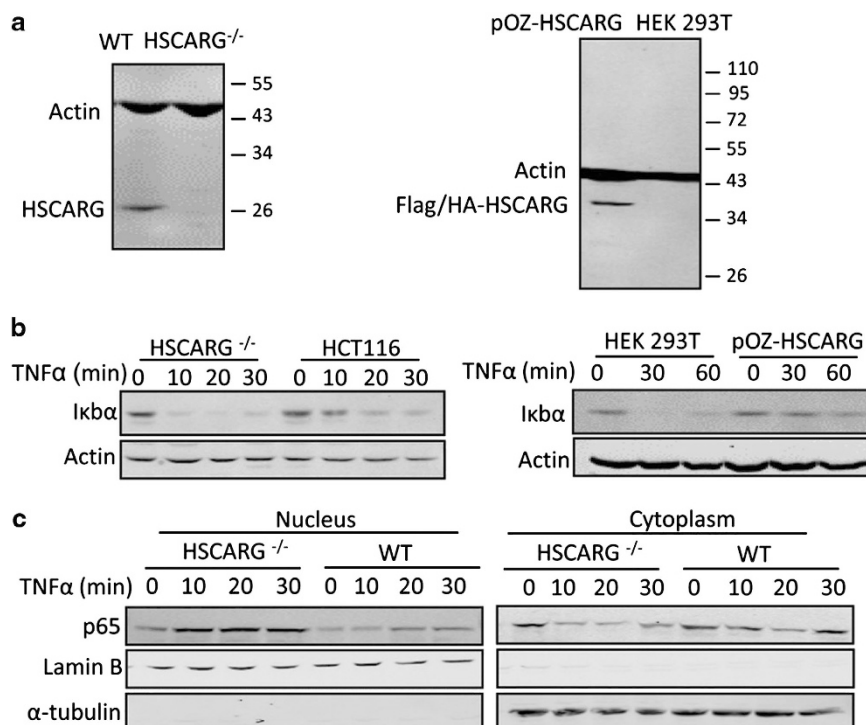 a
WT HSCARG-/-
Actin
HSCARG
55
43
34
26
pOZ-HSCARG HEK 293T
Actin
Flag/HA-HSCARG
110
95
72
55
43
34
26
b
HSCARG -/- HCT116
TNFα (min) 0 10 20 30 0 10 20 30
Iκbα
Actin
HEK 293T pOZ-HSCARG
TNFα (min) 0 30 60 0 30 60
Iκbα
Actin
c
Nucleus Cytoplasm
HSCARG -/- WT HSCARG -/- WT
TNFα (min) 0 10 20 30 0 10 20 30 0 10 20 30 0 10 20 30
p65
Lamin B
α-tubulin